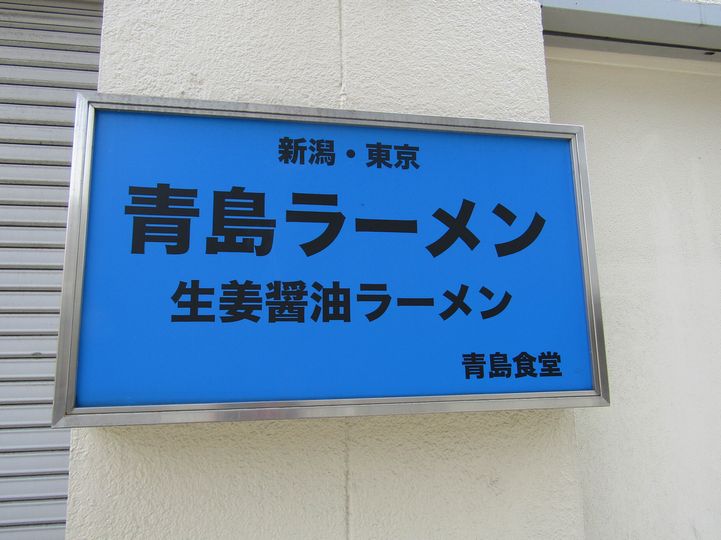 新潟・東京
青島ラーメン
生姜醤油ラーメン
青島食堂